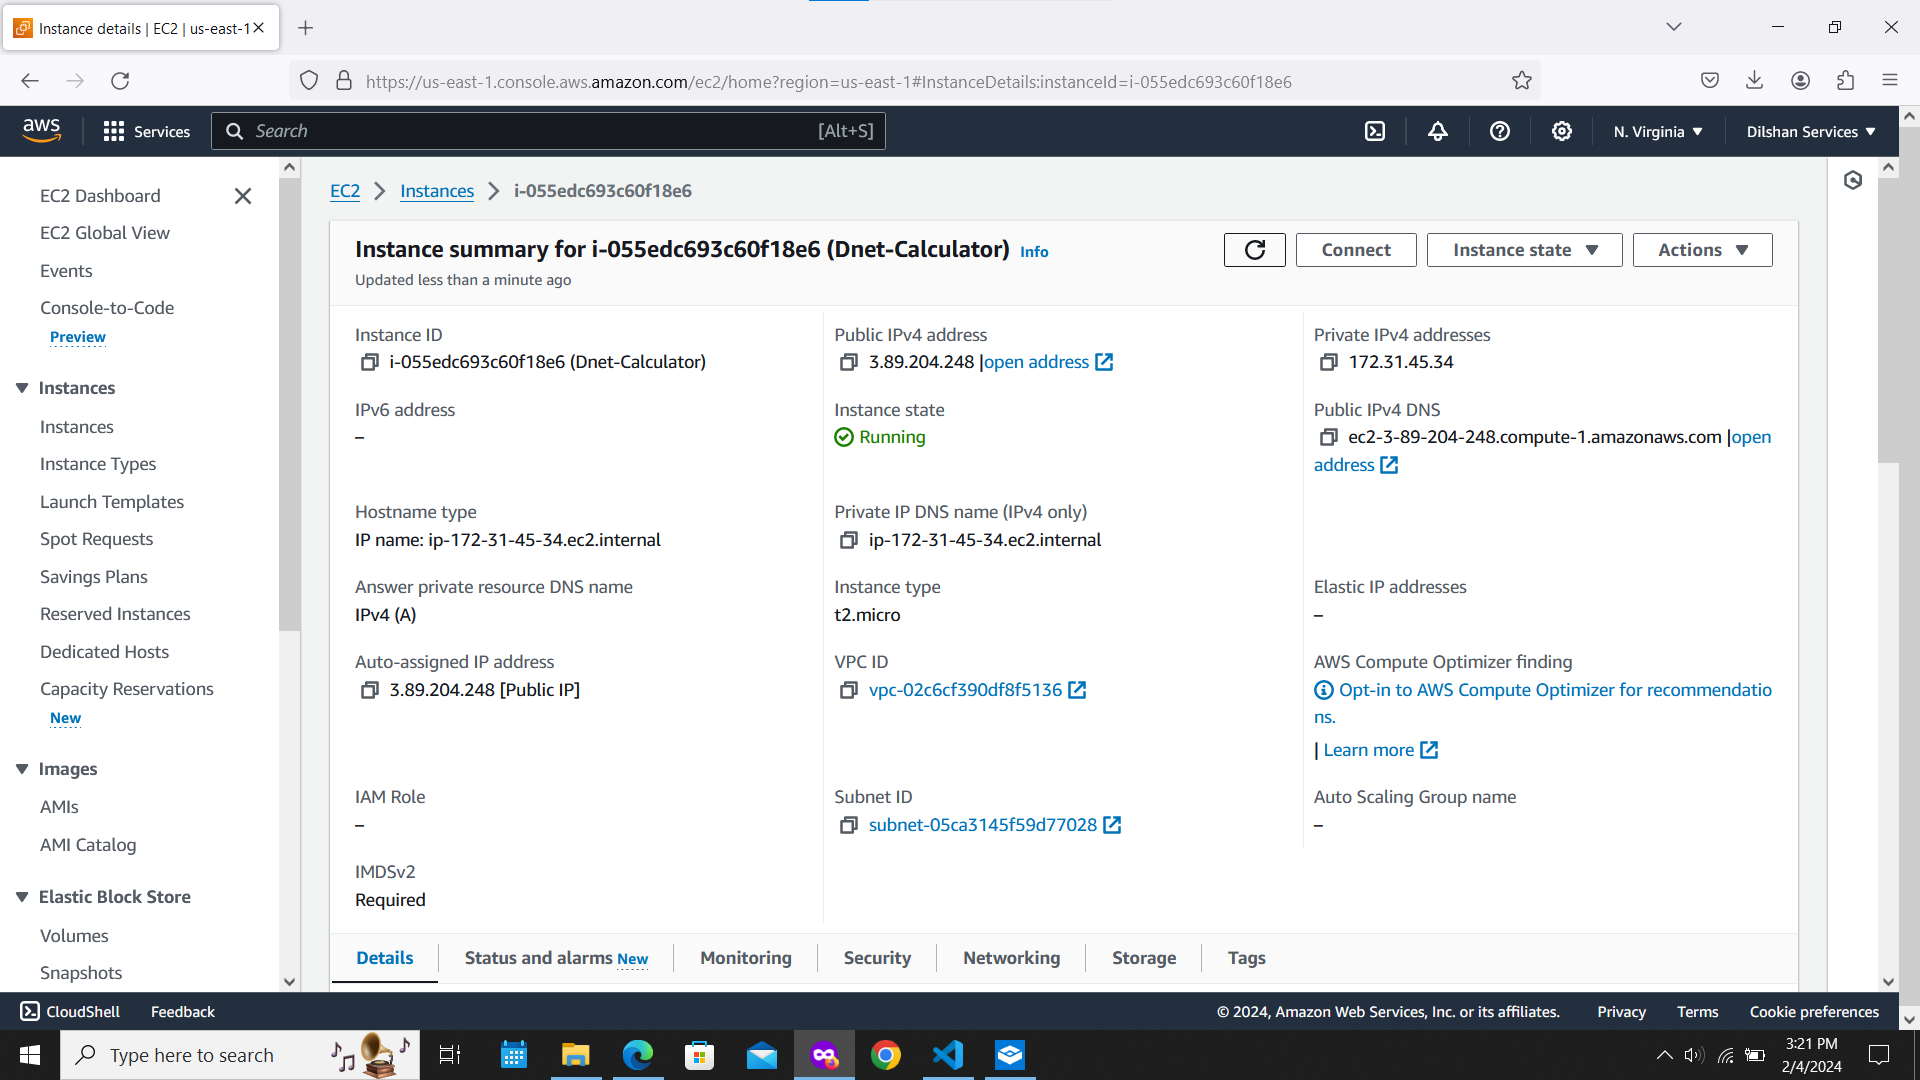 Instance details | EC2 | us-east-1
https://us-east-1.console.aws.amazon.com/ec2/home?region=us-east-1#InstanceDetails:instanceId=i-055edc693c60f18e6
aws
Services
Search
[Alt+S]
N. Virginia
Dilshan Services
EC2 Dashboard
EC2 Global View
Events
Console-to-Code
Preview
Instances
Instances
Instance Types
Launch Templates
Spot Requests
Savings Plans
Reserved Instances
Dedicated Hosts
Capacity Reservations
New
Images
AMIs
AMI Catalog
Elastic Block Store
Volumes
Snapshots
EC2
Instances
i-055edc693c60f18e6
Instance summary for i-055edc693c60f18e6 (Dnet-Calculator) Info
Updated less than a minute ago
Connect
Instance state
Actions
Instance ID
i-055edc693c60f18e6 (Dnet-Calculator)
Public IPv4 address
3.89.204.248 |open address
Private IPv4 addresses
172.31.45.34
IPv6 address
–
Instance state
Running
Public IPv4 DNS
ec2-3-89-204-248.compute-1.amazonaws.com |open
address
Hostname type
IP name: ip-172-31-45-34.ec2.internal
Private IP DNS name (IPv4 only)
ip-172-31-45-34.ec2.internal
Answer private resource DNS name
IPv4 (A)
Instance type
t2.micro
Elastic IP addresses
–
Auto-assigned IP address
3.89.204.248 [Public IP]
VPC ID
vpc-02c6cf390df8f5136
AWS Compute Optimizer finding
Opt-in to AWS Compute Optimizer for recommendatio
ns.
| Learn more
IAM Role
–
Subnet ID
subnet-05ca3145f59d77028
Auto Scaling Group name
–
IMDSv2
Required
Details
Status and alarms New
Monitoring
Security
Networking
Storage
Tags
CloudShell
Feedback
© 2024, Amazon Web Services, Inc. or its affiliates.
Privacy
Terms
Cookie preferences
Type here to search
3:21 PM
2/4/2024